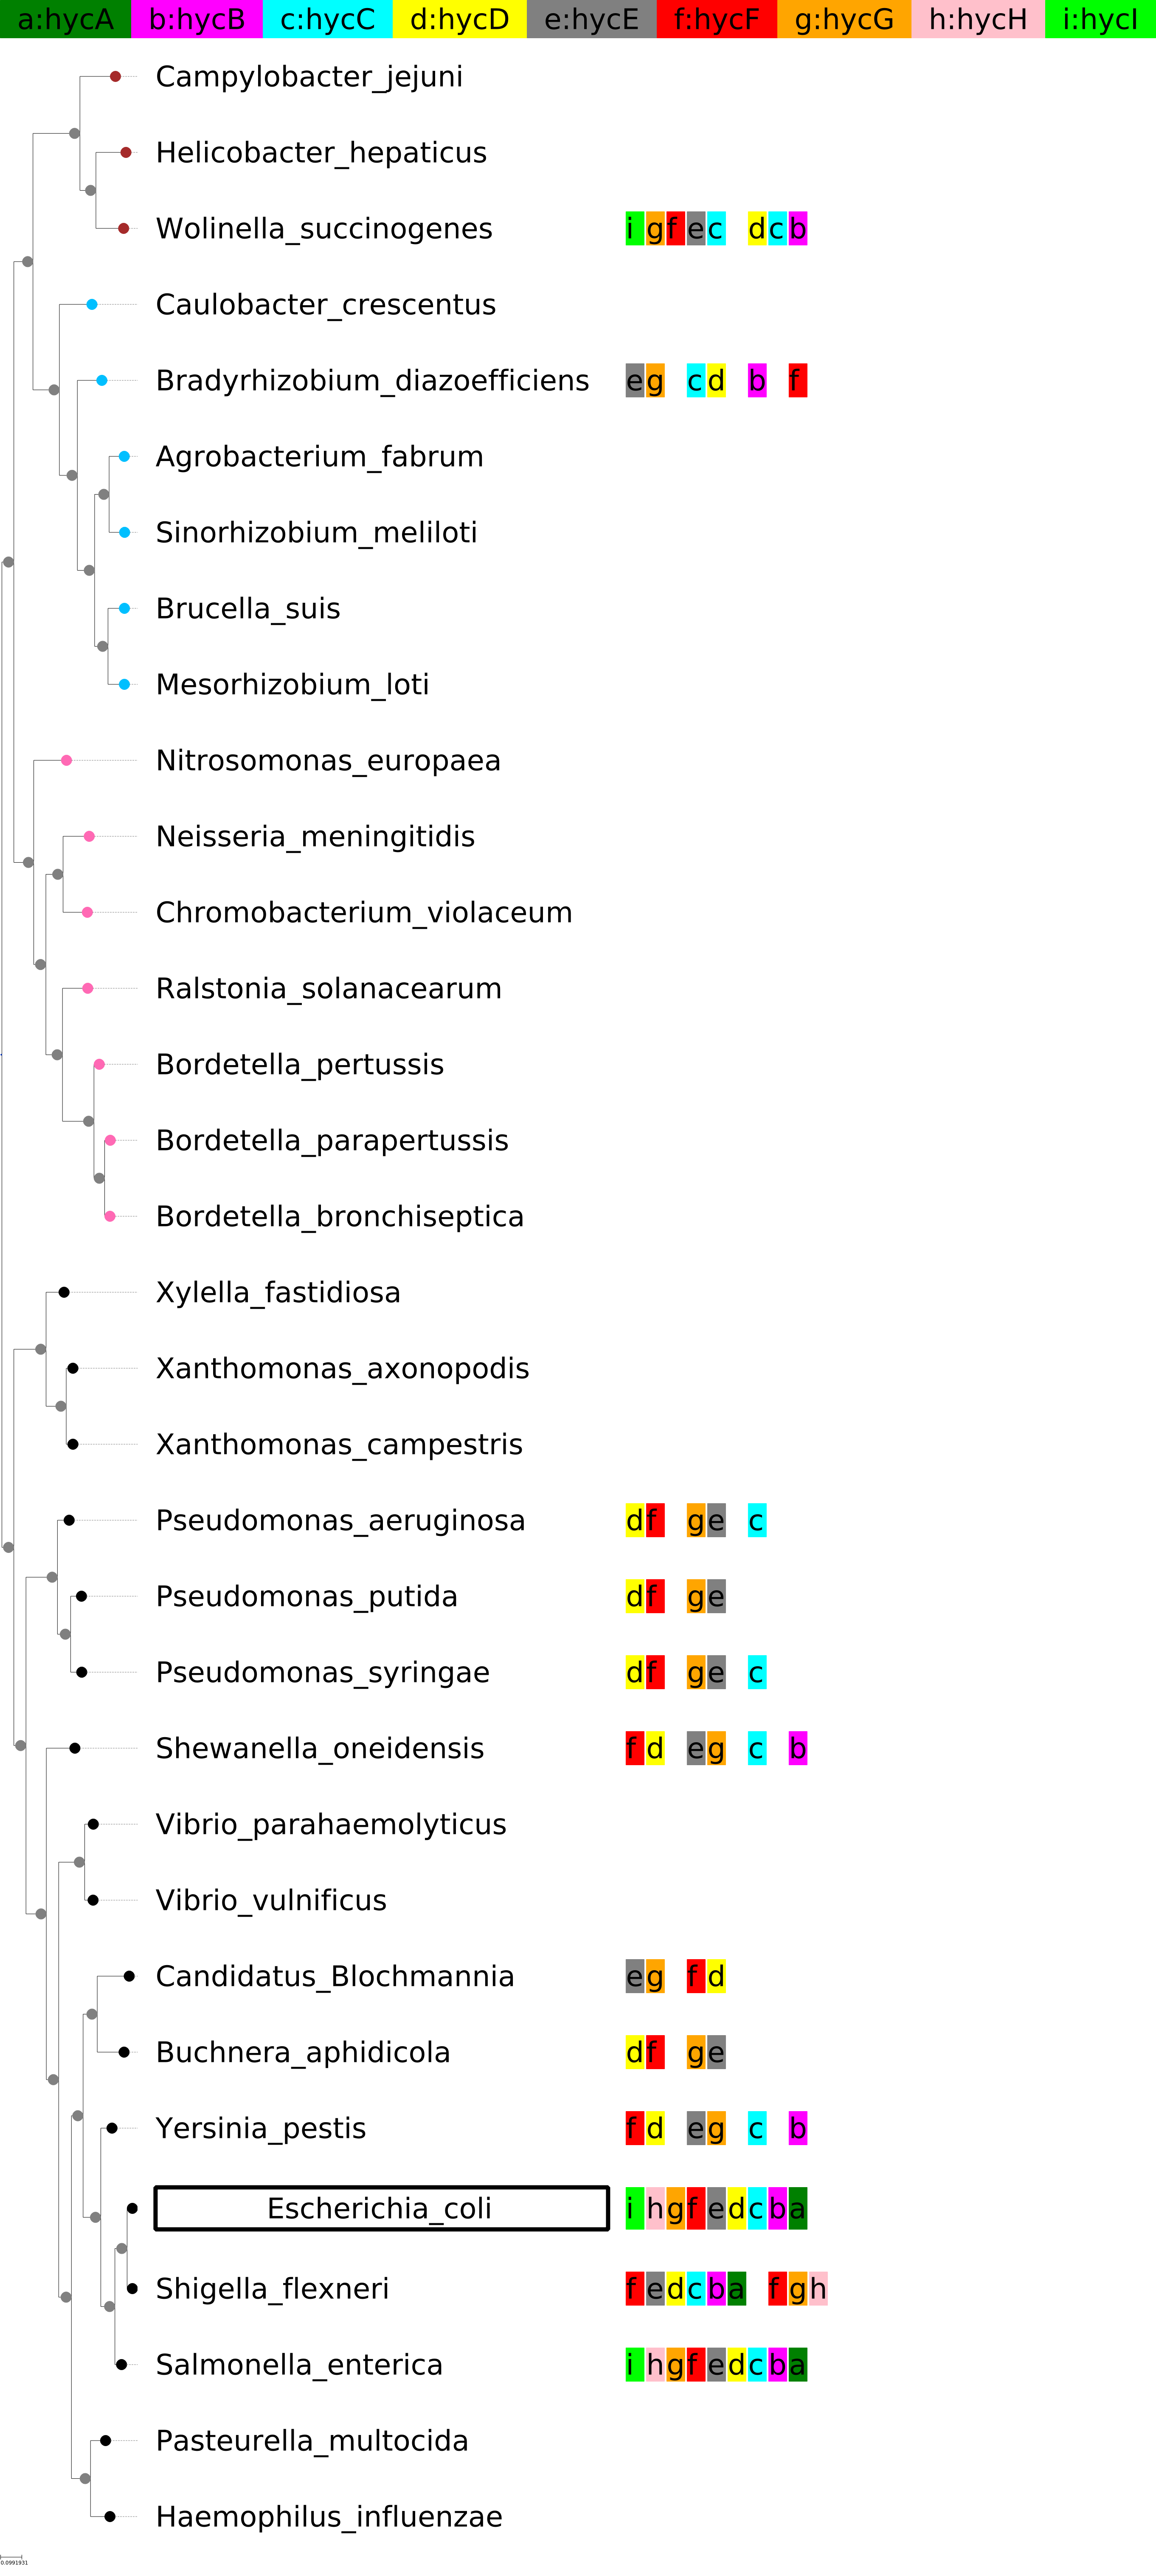 a:hycA b:hycB c:hycC d:hycD e:hycE f:hycF g:hycG h:hycH i:hycI
Campylobacter_jejuni
Helicobacter_hepaticus
Wolinella_succinogenes i g f e c d c b
Caulobacter_crescentus
Bradyrhizobium_diazoefficiens e g c d b f
Agrobacterium_fabrum
Sinorhizobium_meliloti
Brucella_suis
Mesorhizobium_loti
Nitrosomonas_europaea
Neisseria_meningitidis
Chromobacterium_violaceum
Ralstonia_solanacearum
Bordetella_pertussis
Bordetella_parapertussis
Bordetella_bronchiseptica
Xylella_fastidiosa
Xanthomonas_axonopodis
Xanthomonas_campestris
Pseudomonas_aeruginosa d f g e c
Pseudomonas_putida d f g e
Pseudomonas_syringae d f g e c
Shewanella_oneidensis f d e g c b
Vibrio_parahaemolyticus
Vibrio_vulnificus
Candidatus_Blochmannia e g f d
Buchnera_aphidicola d f g e
Yersinia_pestis f d e g c b
Escherichia_coli i h g f e d c b a
Shigella_flexneri f e d c b a f g h
Salmonella_enterica i h g f e d c b a
Pasteurella_multocida
Haemophilus_influenzae
0.0991931